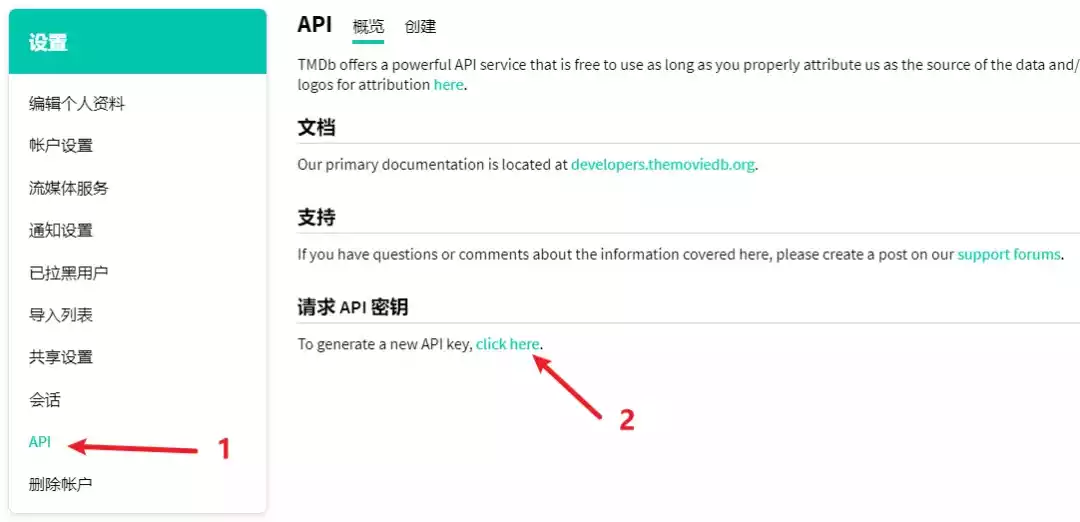 设置
编辑个人资料
帐户设置
流媒体服务
通知设置
已拉黑用户
导入列表
共享设置
会话
API
删除帐户
1
API 概览 创建
TMDb offers a powerful API service that is free to use as long as you properly attribute us as the source of the data and/
logos for attribution here.
文档
Our primary documentation is located at developers.themoviedb.org.
支持
If you have questions or comments about the information covered here, please create a post on our support forums.
请求 API 密钥
To generate a new API key, click here.
2